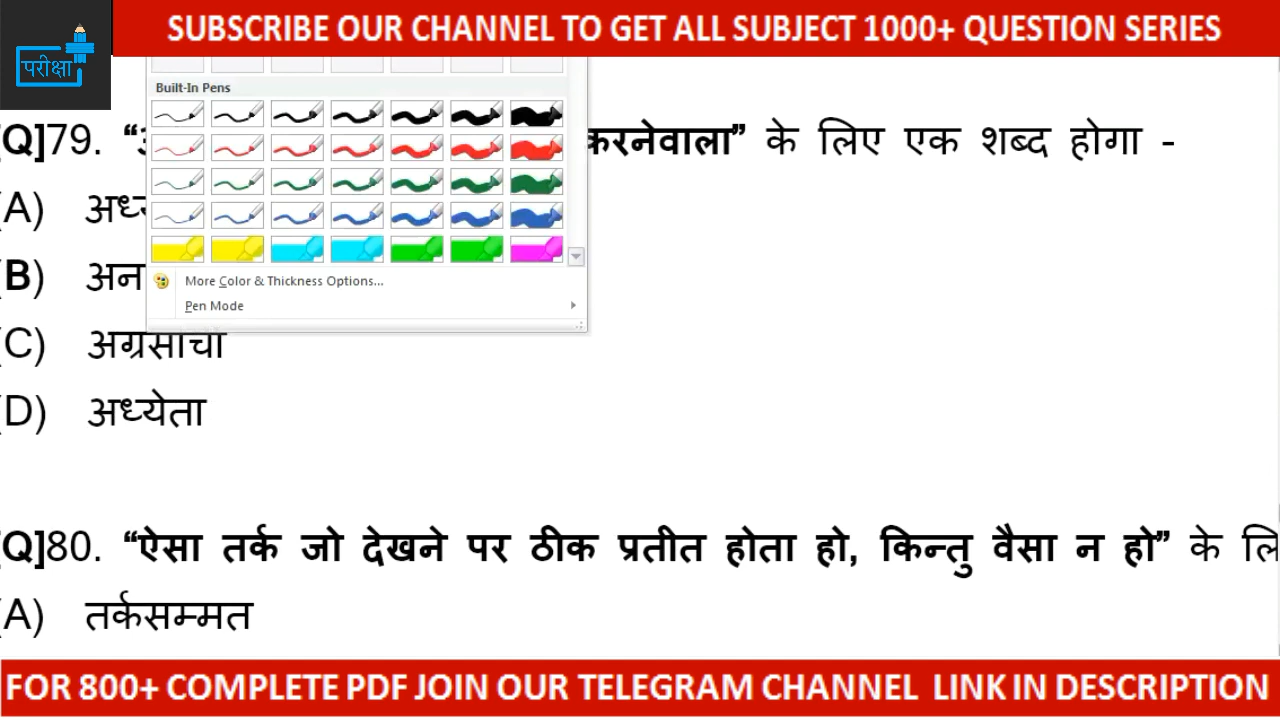 SUBSCRIBE OUR CHANNEL TO GET ALL SUBJECT 1000+ QUESTION SERIES
परीक्षा
Built-In Pens
[Q]79. करनेवाला” के लिए एक शब्द होगा -
(A)
(B)
More Color & Thickness Options...
Pen Mode
(C) अग्रसोची
(D) अध्येता
[Q]80. “ऐसा तर्क जो देखने पर ठीक प्रतीत होता हो, किन्तु वैसा न हो” के
(A) तर्कसम्मत
FOR 800+ COMPLETE PDF JOIN OUR TELEGRAM CHANNEL LINK IN DESCRIPTION